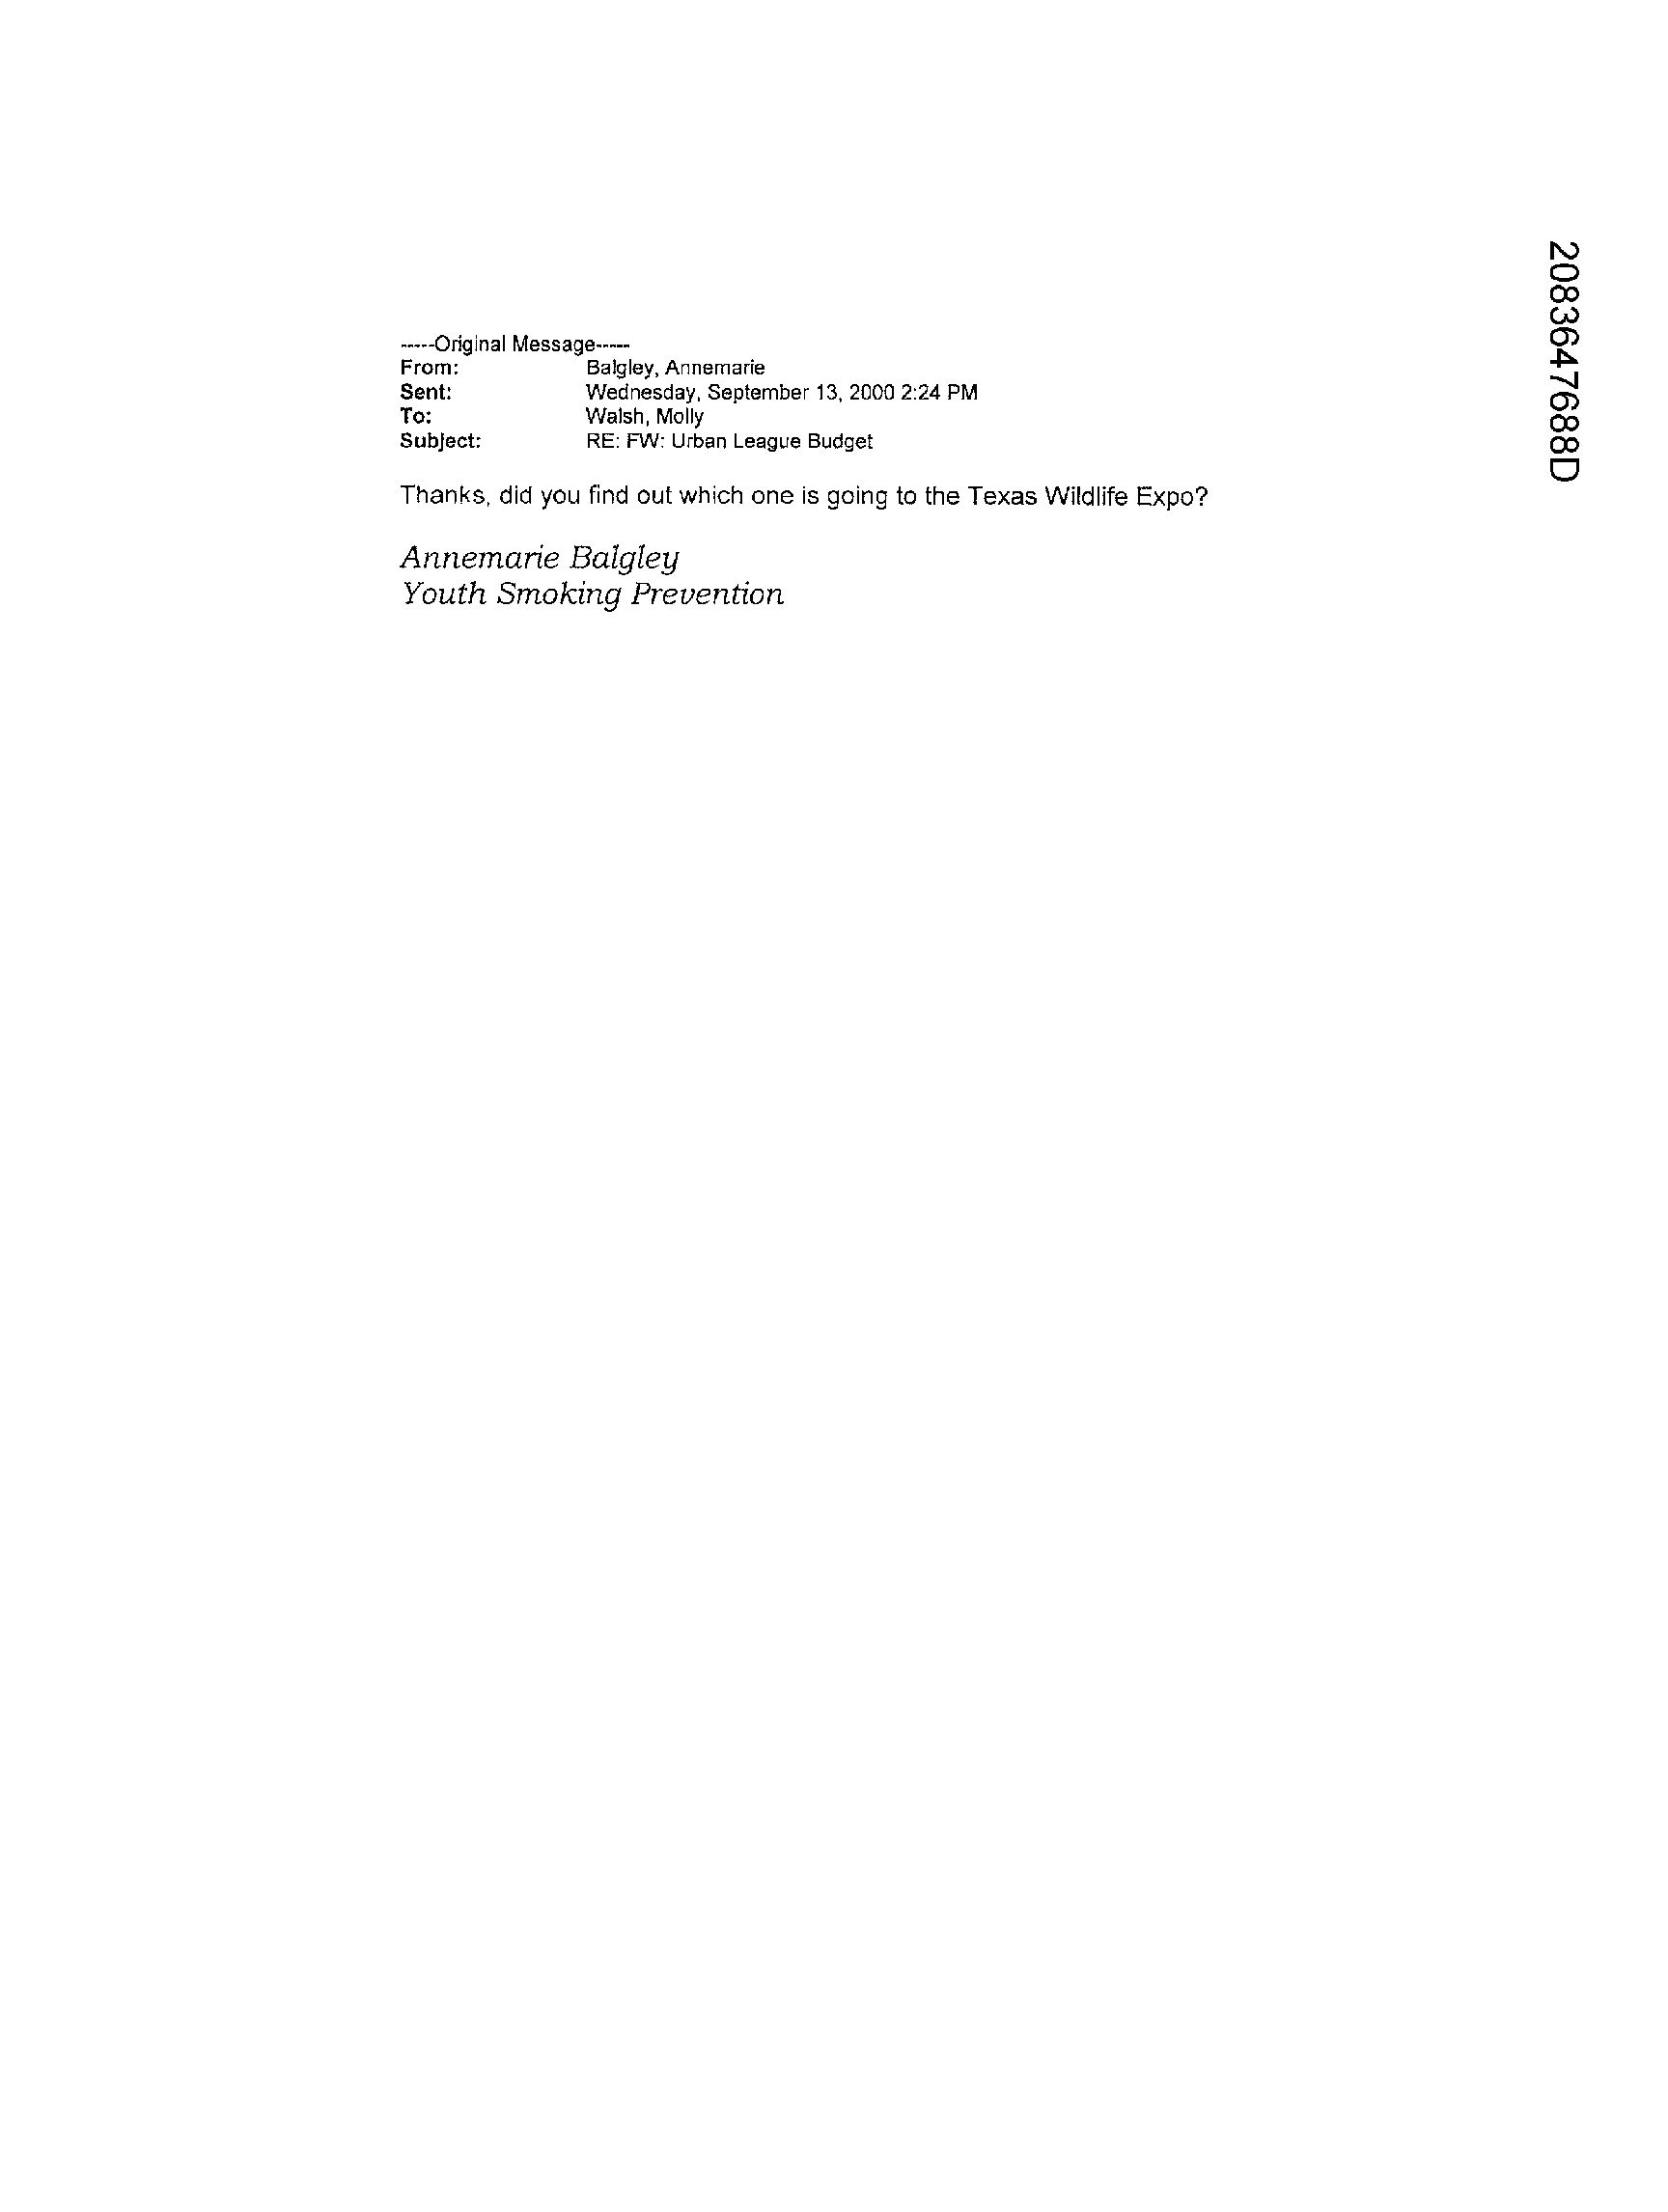 -----Original Message-----
From: Balgley, Annemarie
Sent: Wednesday, September 13, 2000 2:24 PM
To: Walsh, Molly
Subject: RE: FW: Urban League Budget
Thanks, did you find out which one is going to the Texas Wildlife Expo?
Annemarie Balgley
Youth Smoking Prevention
2083647688D